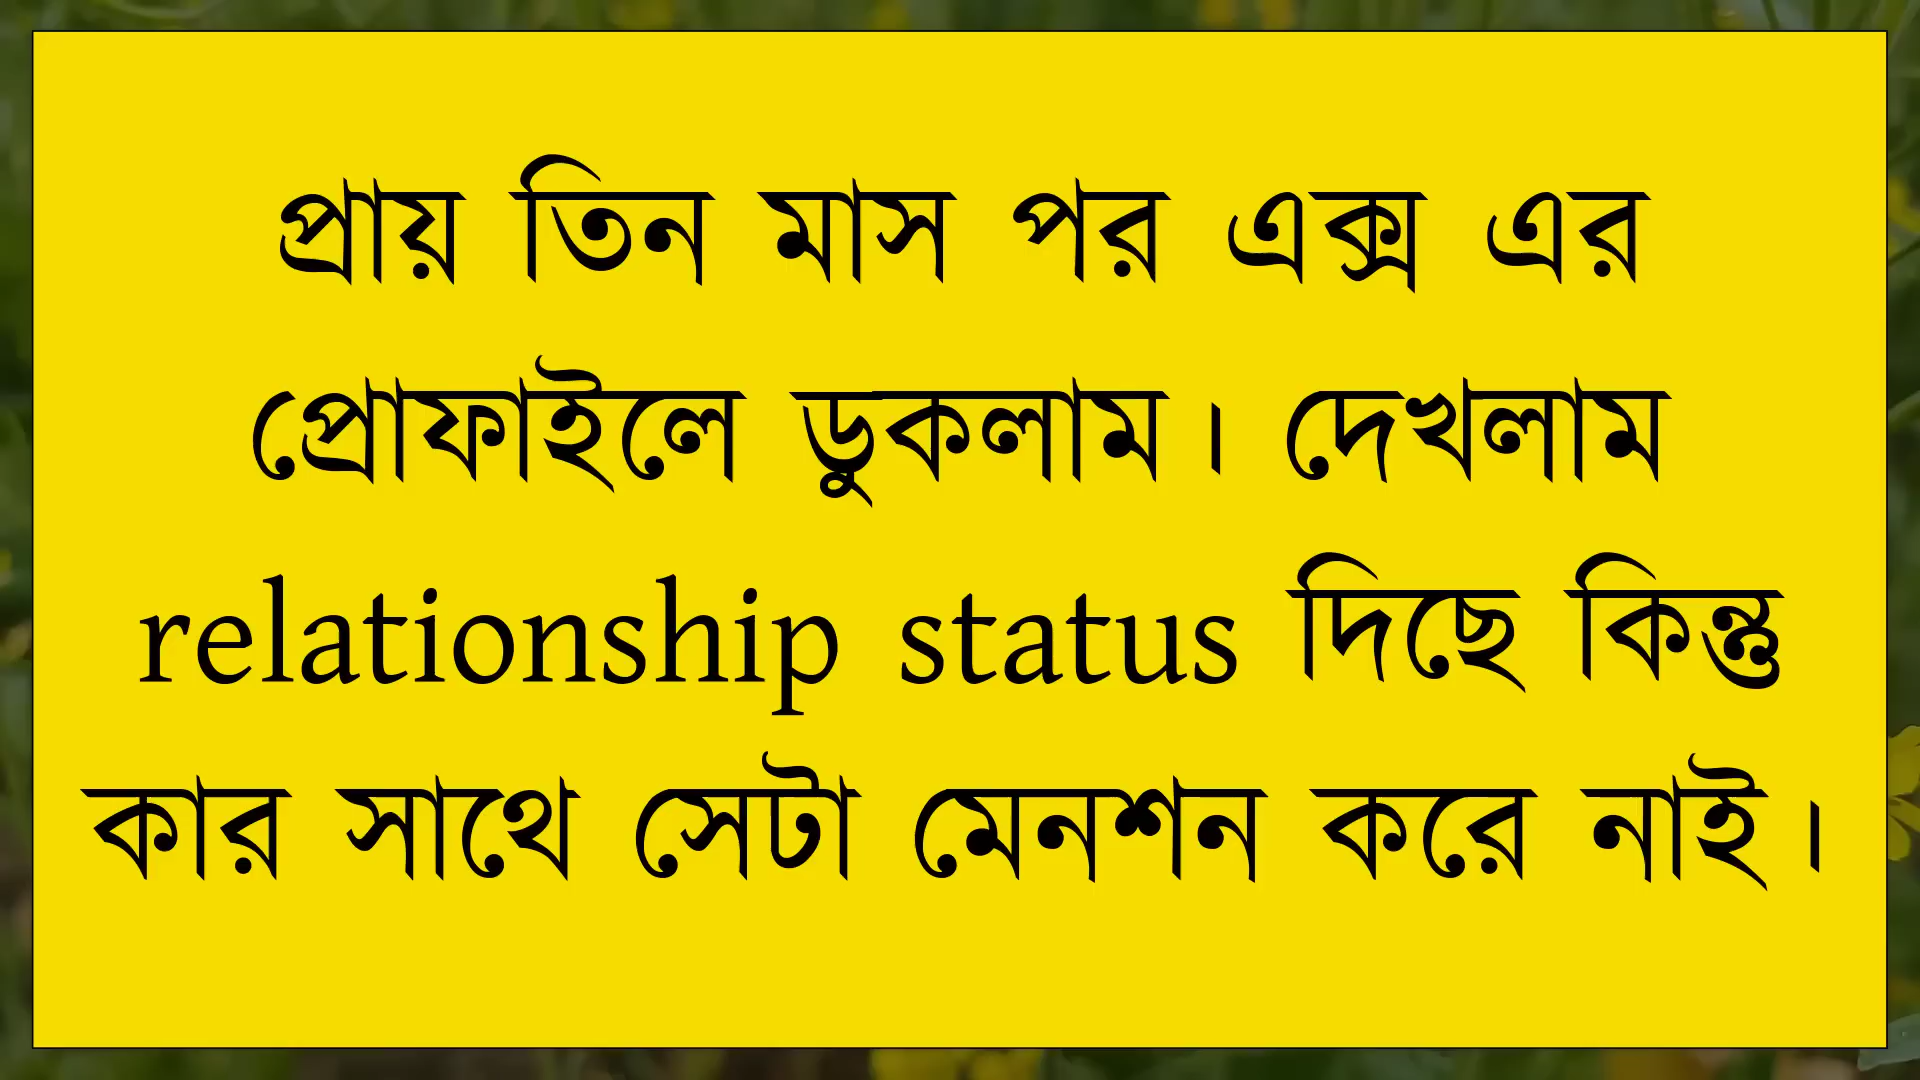 প্রায় তিন মাস পর এক্স এর
প্রোফাইলে ডুকলাম। দেখলাম
relationship status দিছে কিন্তু
কার সাথে সেটা মেনশন করে নাই।